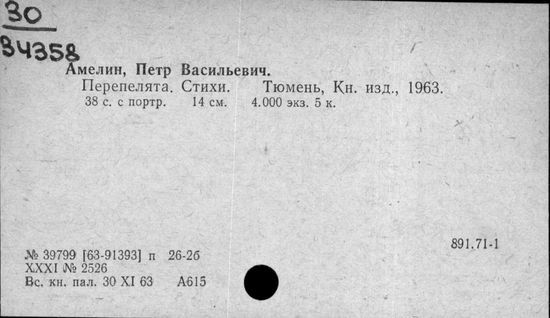 30
34358
Амелин, Петр Васильевич.
Перепелята. Стихи. Тюмень, Кн. изд., 1963.
38 с. с портр. 14 см. 4.000 экз. 5 к.
891.71-1
№ 39799 [63-91393] п 26-2б
XXXI № 2526
Вс. кн. пал. 30 XI 63 А615